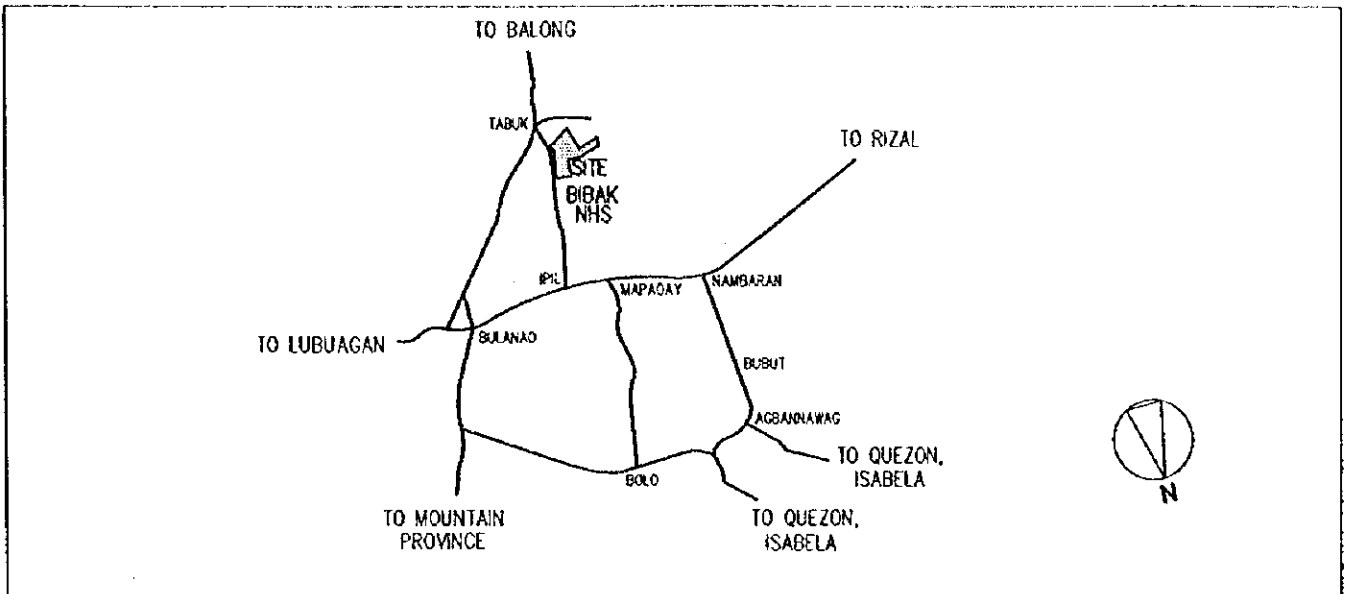 TO BALONG
TABUK
TO RIZAL
SITE
BIBAK
NHS
IPIL
MAPAOAY
NAMBARAN
TO LUBUAGAN
BULANAO
BUBUT
AGBANNAWAG
TO QUEZON,
ISABELA
BOLO
TO MOUNTAIN
PROVINCE
TO QUEZON,
ISABELA
N